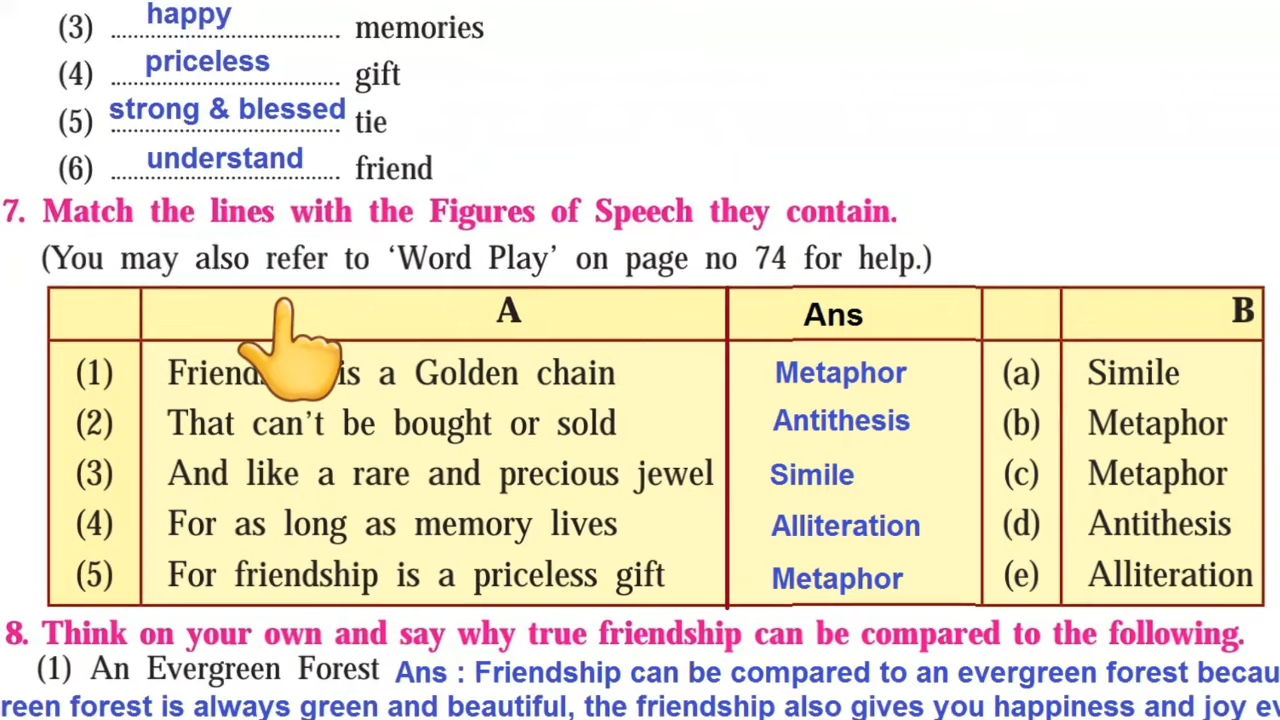 (3) happy memories
(4) priceless gift
(5) strong & blessed tie
(6) understand friend
7. Match the lines with the Figures of Speech they contain.
(You may also refer to ‘Word Play’ on page no 74 for help.)
A Ans B
(1) is a Golden chain Metaphor (a) Simile
(2) That can’t be bought or sold Antithesis (b) Metaphor
(3) And like a rare and precious jewel Simile (c) Metaphor
(4) For as long as memory lives Alliteration (d) Antithesis
(5) For friendship is a priceless gift Metaphor (e) Alliteration
8. Think on your own and say why true friendship can be compared to the following.
(1) An Evergreen Forest Ans : Friendship can be compared to an evergreen forest
forest is always green and beautiful, the friendship also gives you happiness and joy